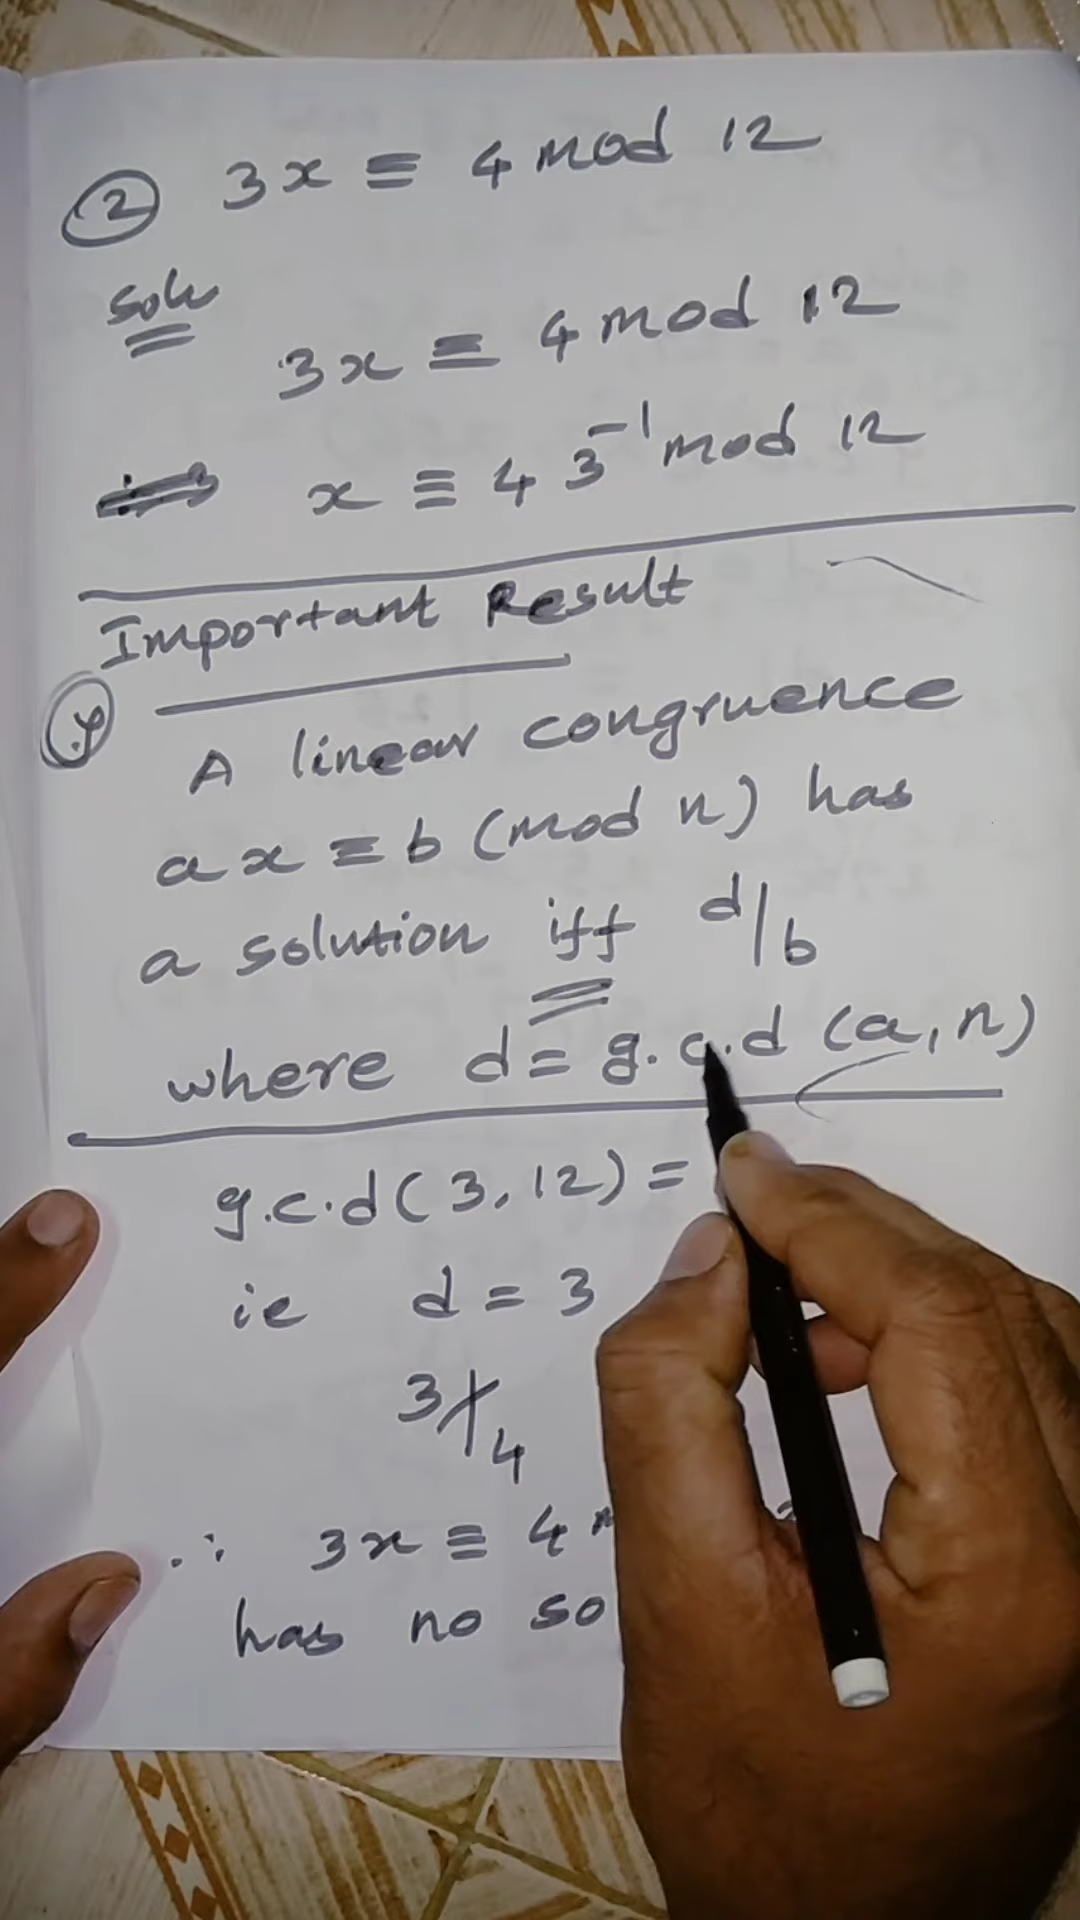 ② 3x ≡ 4 mod 12
Soln
3x ≡ 4 mod 12
x ≡ 4 3⁻¹ mod 12
Important Result
A linear congruence
ax ≡ b (mod n) has
a solution iff d/b
where d = g.c.d (a, n)
g.c.d (3, 12) =
ie d = 3
3∤4
∴ 3x ≡ 4
has no